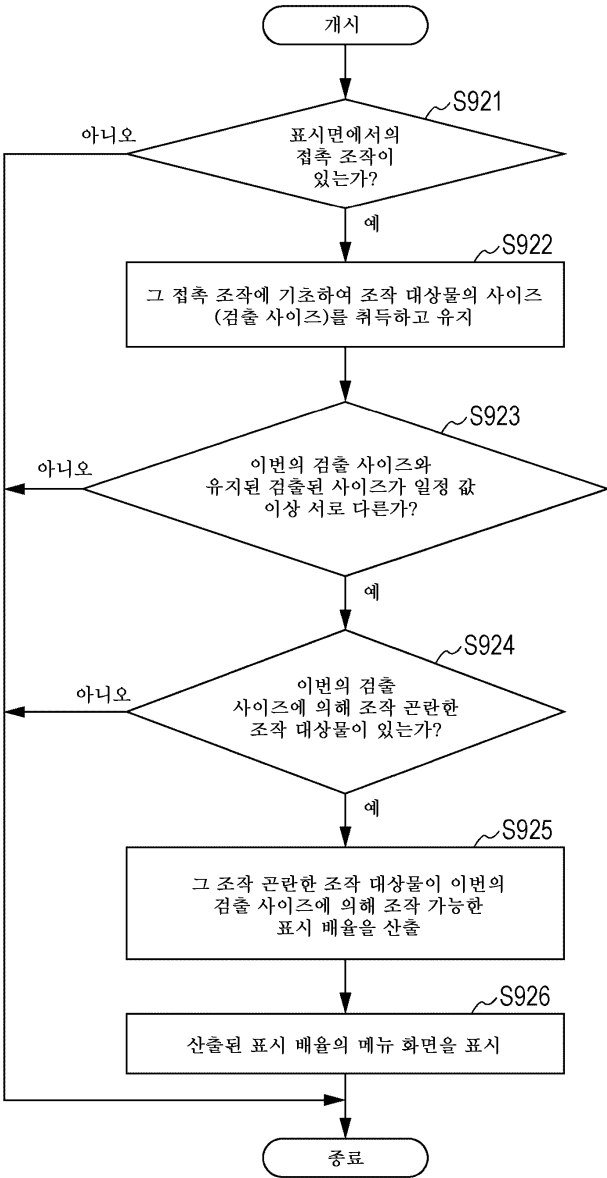 개시
S921
아니오
표시면에서의
접촉 조작이
있는가?
예
S922
그 접촉 조작에 기초하여 조작 대상물의 사이즈
(검출 사이즈)를 취득하고 유지
S923
아니오
이번의 검출 사이즈와
유지된 검출된 사이즈가 일정 값
이상 서로 다른가?
예
S924
아니오
이번의 검출
사이즈에 의해 조작 곤란한
조작 대상물이 있는가?
예
S925
그 조작 곤란한 조작 대상물이 이번의
검출 사이즈에 의해 조작 가능한
표시 배율을 산출
S926
산출된 표시 배율의 메뉴 화면을 표시
종료